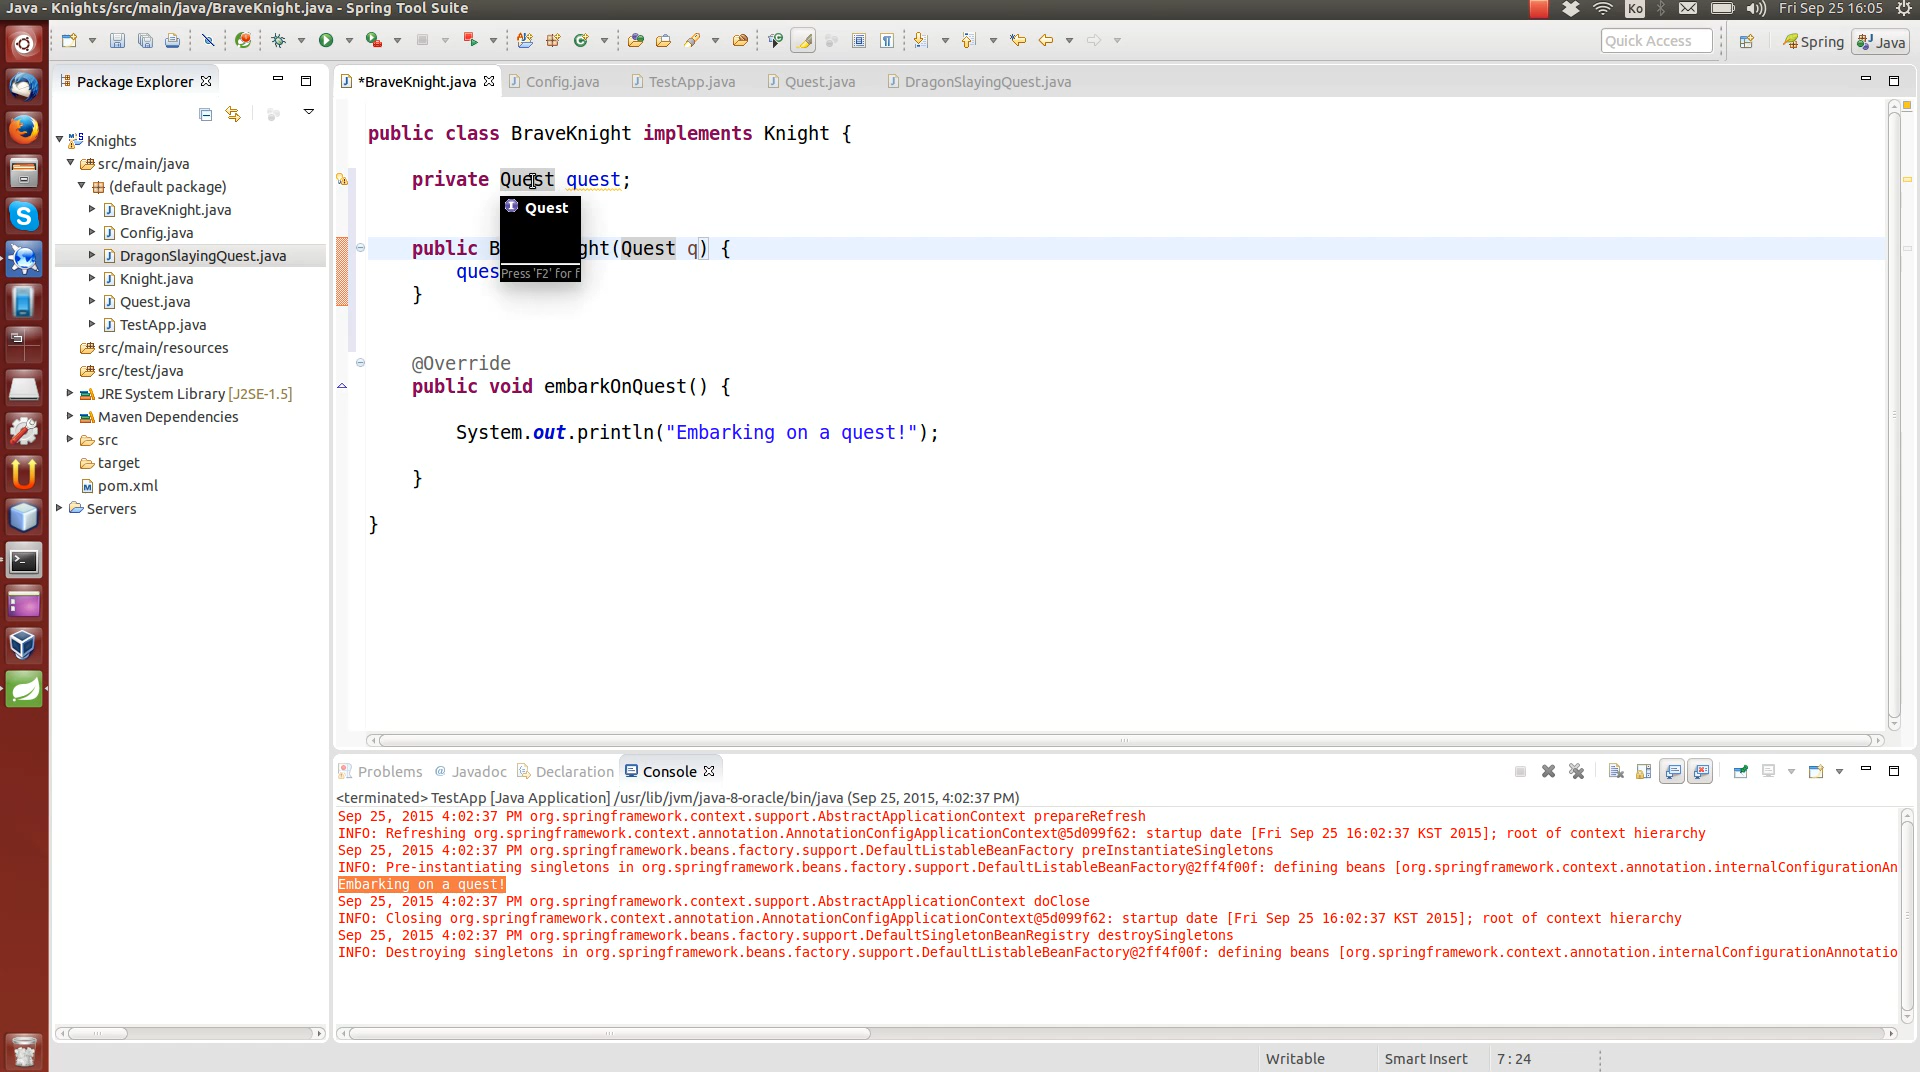 Java - Knights/src/main/java/BraveKnight.java - Spring Tool Suite
Ko
Fri Sep 25 16:05
Quick Access
Spring
Java
Package Explorer
*BraveKnight.java
Config.java
TestApp.java
Quest.java
DragonSlayingQuest.java
Knights
src/main/java
(default package)
BraveKnight.java
Config.java
DragonSlayingQuest.java
Knight.java
Quest.java
TestApp.java
src/main/resources
src/test/java
JRE System Library [J2SE-1.5]
Maven Dependencies
src
target
pom.xml
Servers
public class BraveKnight implements Knight {
private Quest quest;
Quest
public B ght(Quest q) {
ques
Press 'F2' for f
}
@Override
public void embarkOnQuest() {
System.out.println("Embarking on a quest!");
}
}
Problems
@ Javadoc
Declaration
Console
<terminated> TestApp [Java Application] /usr/lib/jvm/java-8-oracle/bin/java (Sep 25, 2015, 4:02:37 PM)
Sep 25, 2015 4:02:37 PM org.springframework.context.support.AbstractApplicationContext prepareRefresh
INFO: Refreshing org.springframework.context.annotation.AnnotationConfigApplicationContext@5d099f62: startup date [Fri Sep 25 16:02:37 KST 2015]; root of context hierarchy
Sep 25, 2015 4:02:37 PM org.springframework.beans.factory.support.DefaultListableBeanFactory preInstantiateSingletons
INFO: Pre-instantiating singletons in org.springframework.beans.factory.support.DefaultListableBeanFactory@2ff4f00f: defining beans [org.springframework.context.annotation.internalConfigurationAn
Embarking on a quest!
Sep 25, 2015 4:02:37 PM org.springframework.context.support.AbstractApplicationContext doClose
INFO: Closing org.springframework.context.annotation.AnnotationConfigApplicationContext@5d099f62: startup date [Fri Sep 25 16:02:37 KST 2015]; root of context hierarchy
Sep 25, 2015 4:02:37 PM org.springframework.beans.factory.support.DefaultSingletonBeanRegistry destroySingletons
INFO: Destroying singletons in org.springframework.beans.factory.support.DefaultListableBeanFactory@2ff4f00f: defining beans [org.springframework.context.annotation.internalConfigurationAnnotatio
Writable
Smart Insert
7 : 24